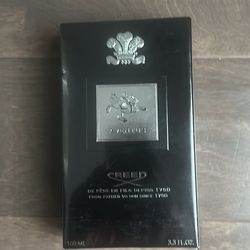 AVENTUS
CREED
DE PÈRE EN FILS DEPUIS 1760
FROM FATHER TO SON SINCE 1760
100 ML 3.3 FL.OZ.